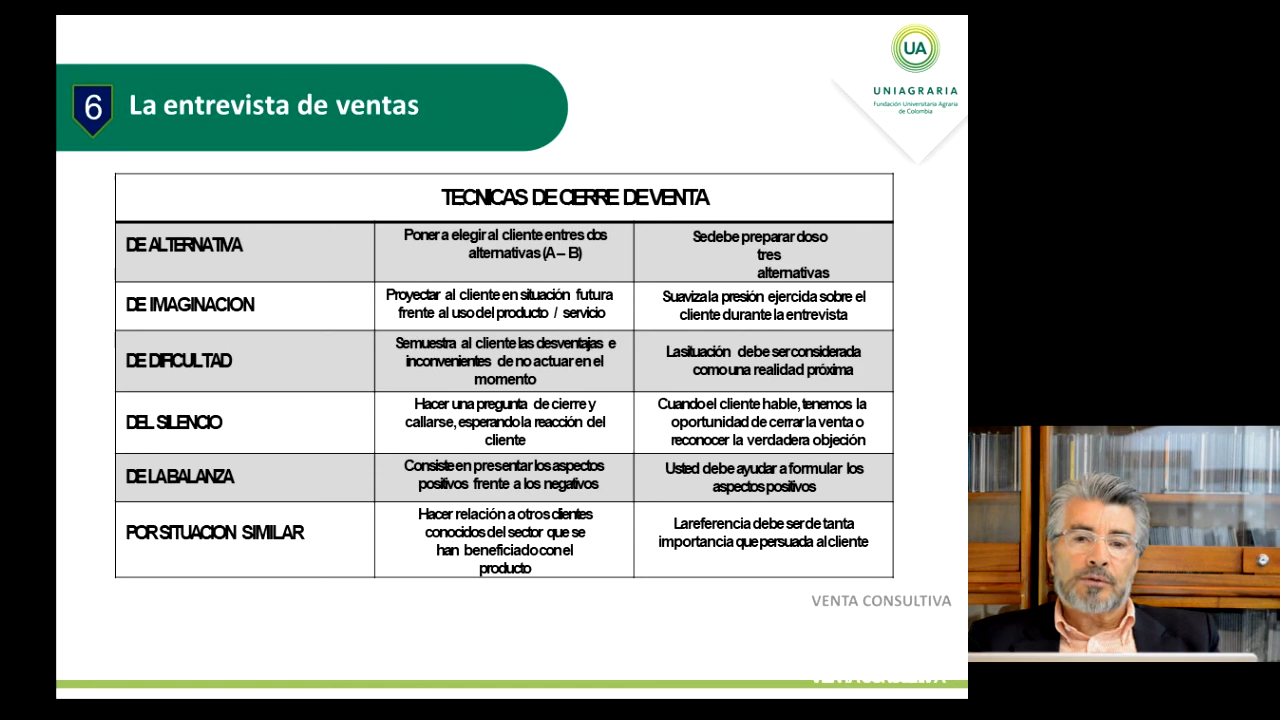 UA
UNIAGRARIA
Fundación Universitaria Agraria
de Colombia
6
La entrevista de ventas
TECNICAS DE CIERRE DE VENTA
DE ALTERNATIVA
Poner a elegir al cliente entres dos
alternativas (A – B)
Se debe preparar dos o
tres
alternativas
DE IMAGINACION
Proyectar al cliente en situación futura
frente al uso del producto / servicio
Suaviza la presión ejercida sobre el
cliente durante la entrevista
DE DIFICULTAD
Se muestra al cliente las desventajas e
inconvenientes de no actuar en el
momento
La situación debe ser considerada
como una realidad próxima
DEL SILENCIO
Hacer una pregunta de cierre y
callarse, esperando la reacción del
cliente
Cuando el cliente hable, tenemos la
oportunidad de cerrar la venta o
reconocer la verdadera objeción
DE LA BALANZA
Consiste en presentar los aspectos
positivos frente a los negativos
Usted debe ayudar a formular los
aspectos positivos
POR SITUACION SIMILAR
Hacer relación a otros clientes
conocidos del sector que se
han beneficiado con el
producto
La referencia debe ser de tanta
importancia que persuada al cliente
VENTA CONSULTIVA